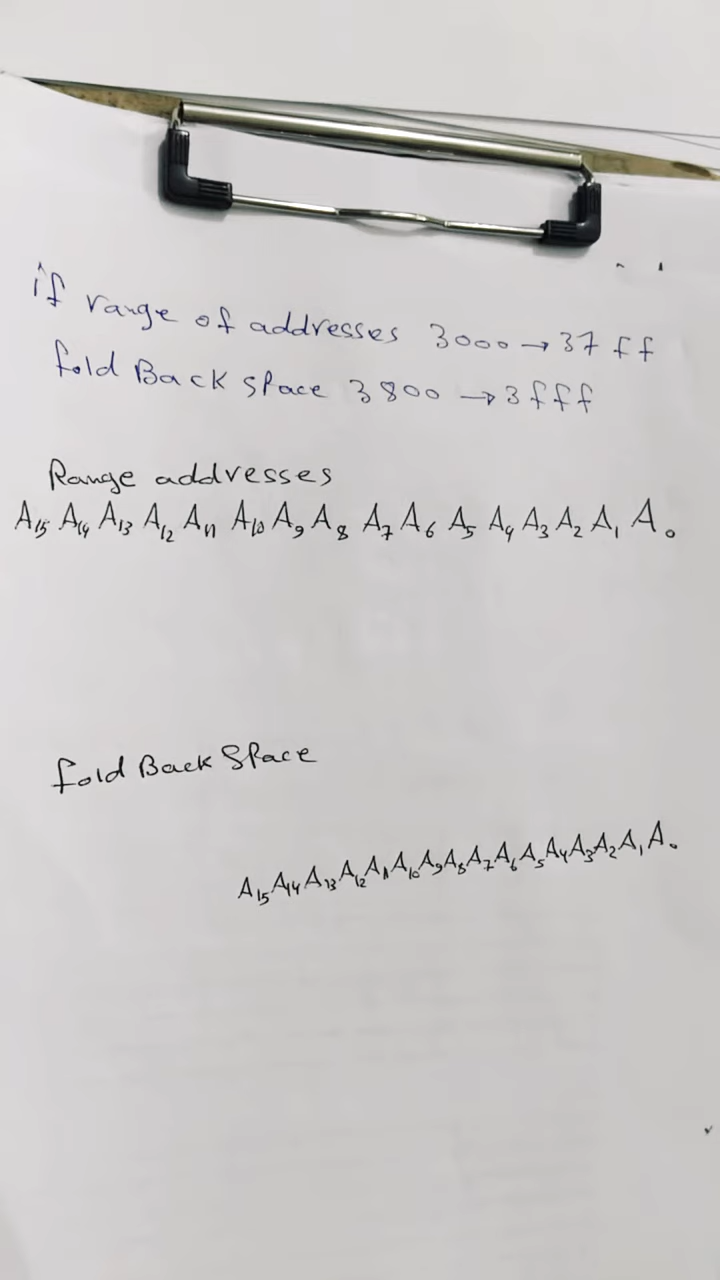 if range of addresses 3000 → 37ff
fold Back Space 3800 → 3fff
Range addresses
A₁₅ A₁₄ A₁₃ A₁₂ A₁₁ A₁₀ A₉ A₈ A₇ A₆ A₅ A₄ A₃ A₂ A₁ A₀
fold Back Space
A₁₅ A₁₄ A₁₃ A₁₂ A₁₁ A₁₀ A₉ A₈ A₇ A₆ A₅ A₄ A₃ A₂ A₁ A₀